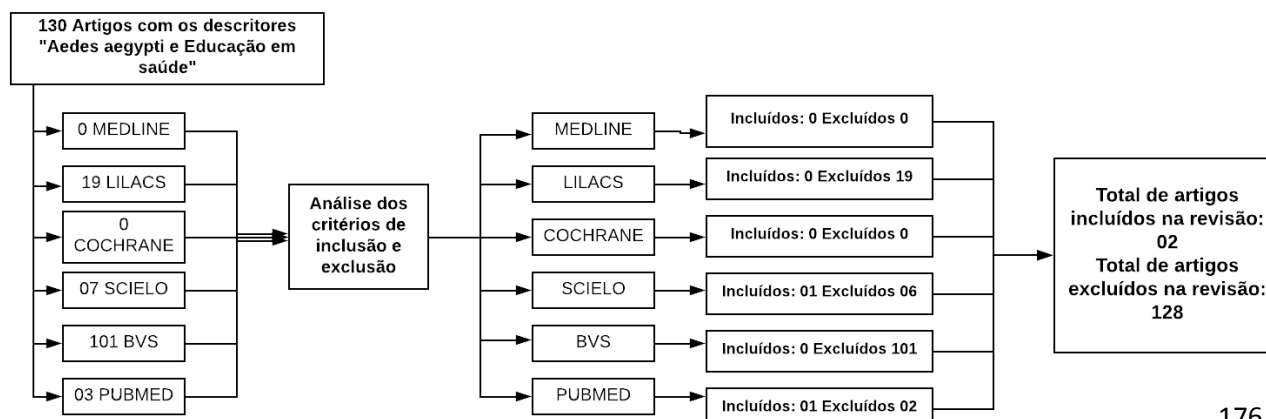 130 Artigos com os descritores
"Aedes aegypti e Educação em
saúde"
0 MEDLINE
19 LILACS
0
COCHRANE
07 SCIELO
101 BVS
03 PUBMED
Análise dos
critérios de
inclusão e
exclusão
MEDLINE
LILACS
COCHRANE
SCIELO
BVS
PUBMED
Incluídos: 0 Excluídos 0
Incluídos: 0 Excluídos 19
Incluídos: 0 Excluídos 0
Incluídos: 01 Excluídos 06
Incluídos: 0 Excluídos 101
Incluídos: 01 Excluídos 02
Total de artigos
incluídos na revisão:
02
Total de artigos
excluídos na revisão:
128
176